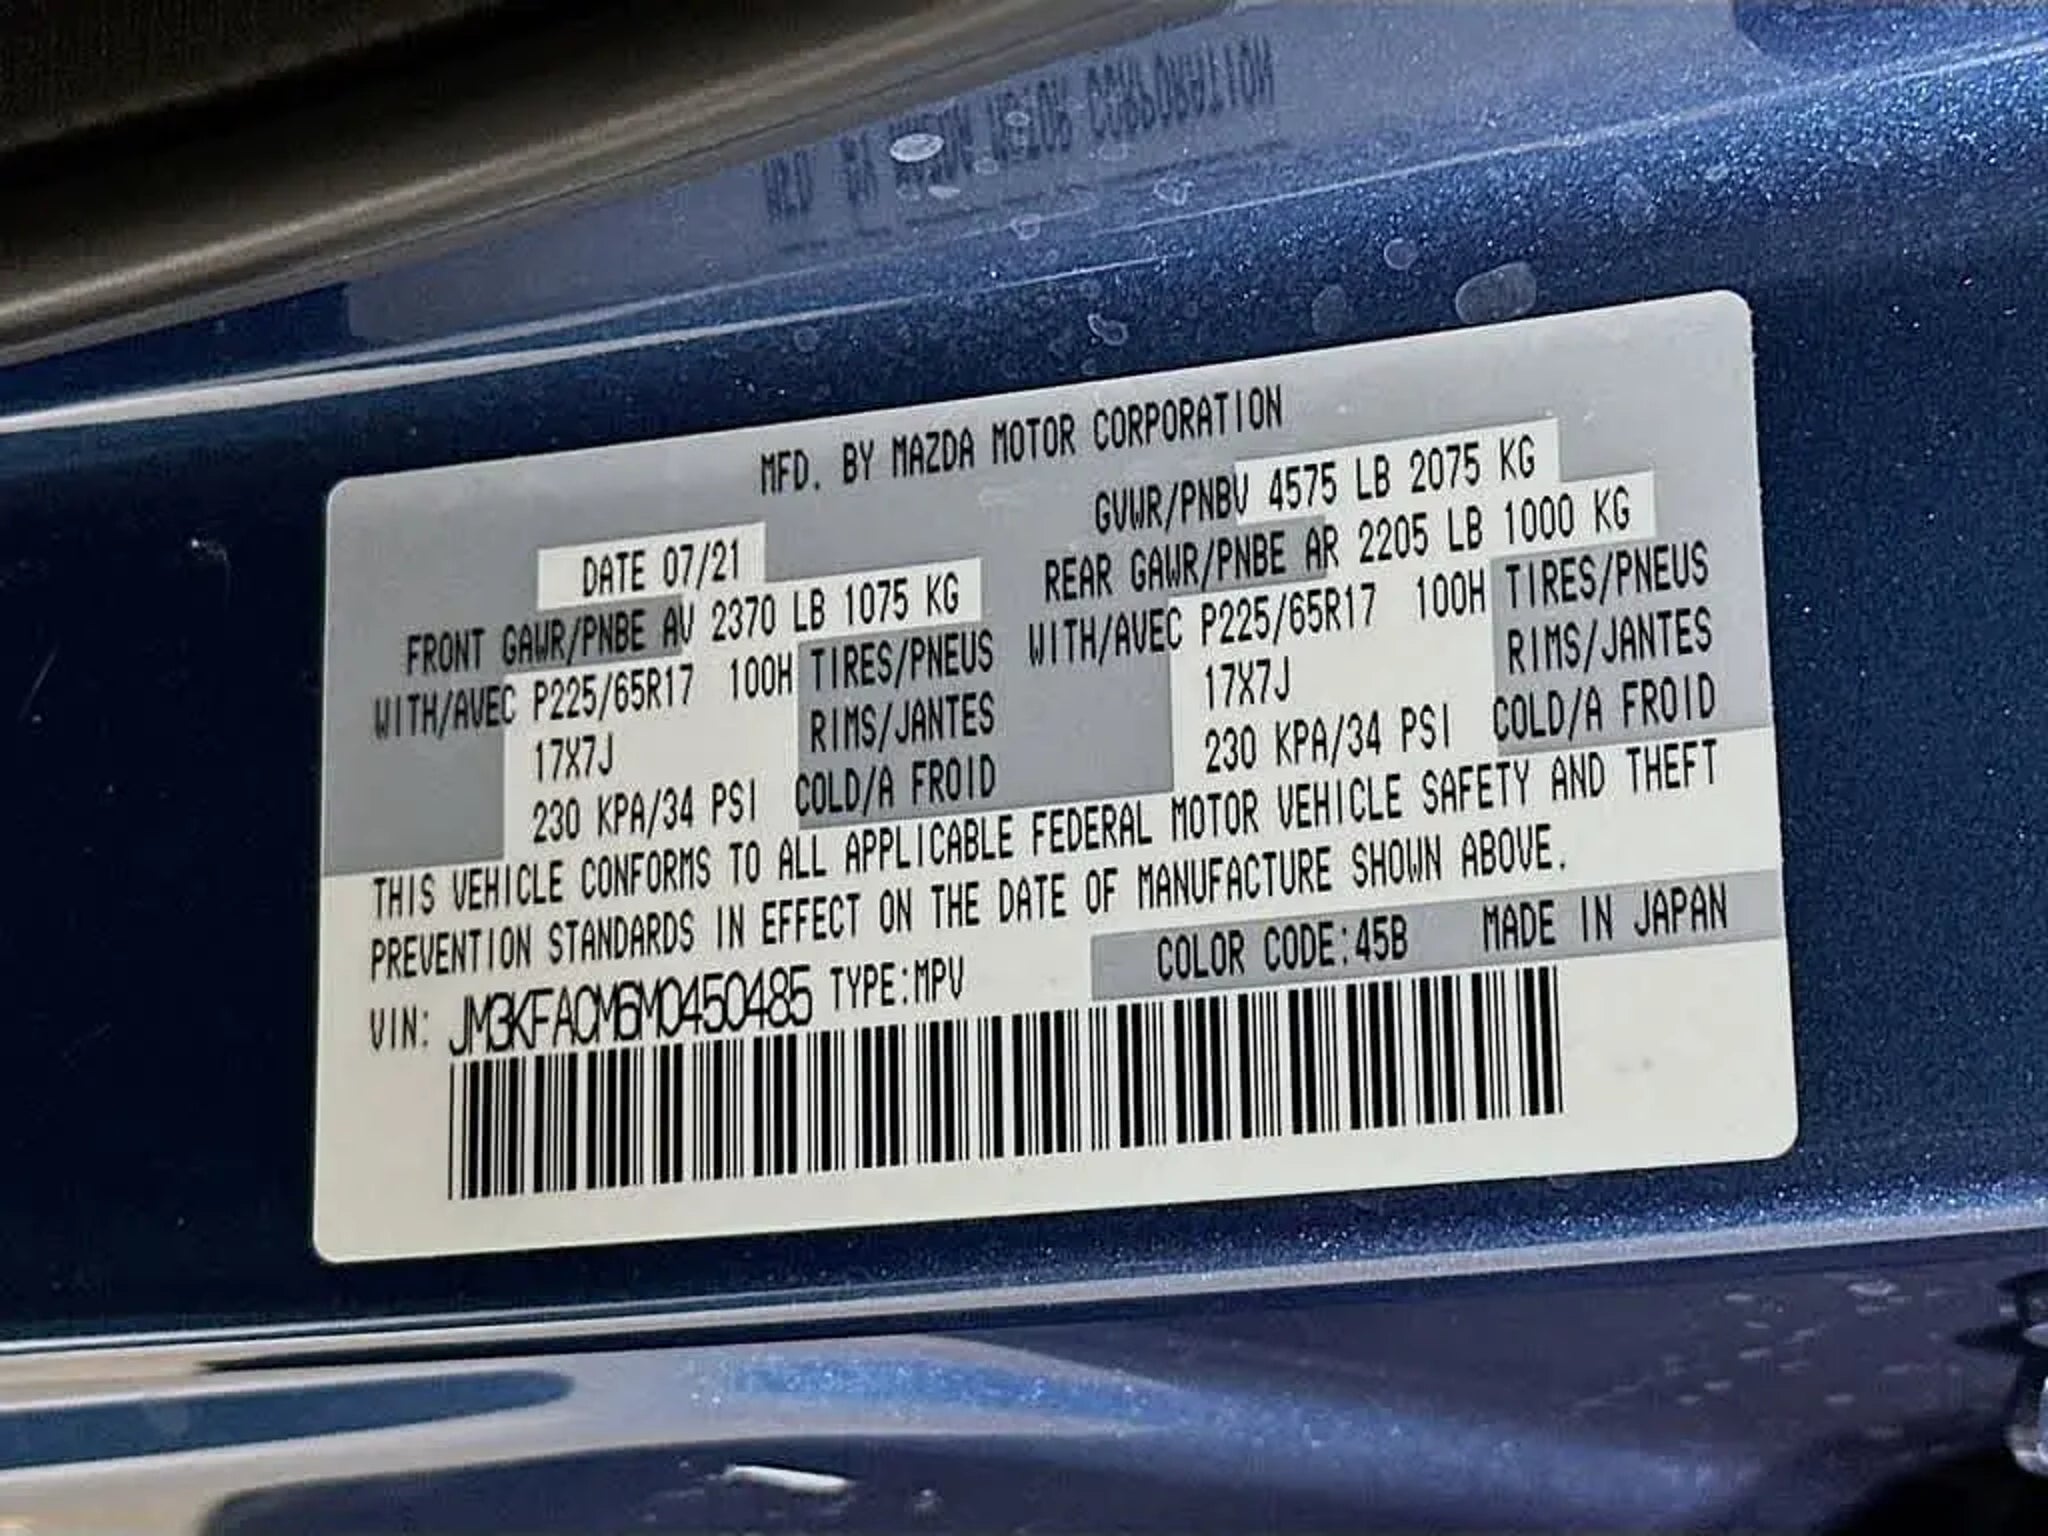 MFD. BY MAZDA MOTOR CORPORATION
DATE 07/21
GVWR/PNBV 4575 LB 2075 KG
FRONT GAWR/PNBE AV 2370 LB 1075 KG
REAR GAWR/PNBE AR 2205 LB 1000 KG
WITH/AVEC P225/65R17 100H TIRES/PNEUS
WITH/AVEC P225/65R17 100H TIRES/PNEUS
17X7J RIMS/JANTES
17X7J RIMS/JANTES
230 KPA/34 PSI COLD/A FROID
230 KPA/34 PSI COLD/A FROID
THIS VEHICLE CONFORMS TO ALL APPLICABLE FEDERAL MOTOR VEHICLE SAFETY AND THEFT
PREVENTION STANDARDS IN EFFECT ON THE DATE OF MANUFACTURE SHOWN ABOVE.
COLOR CODE:45B MADE IN JAPAN
VIN: JM3KFACM6M0450485 TYPE:MPV